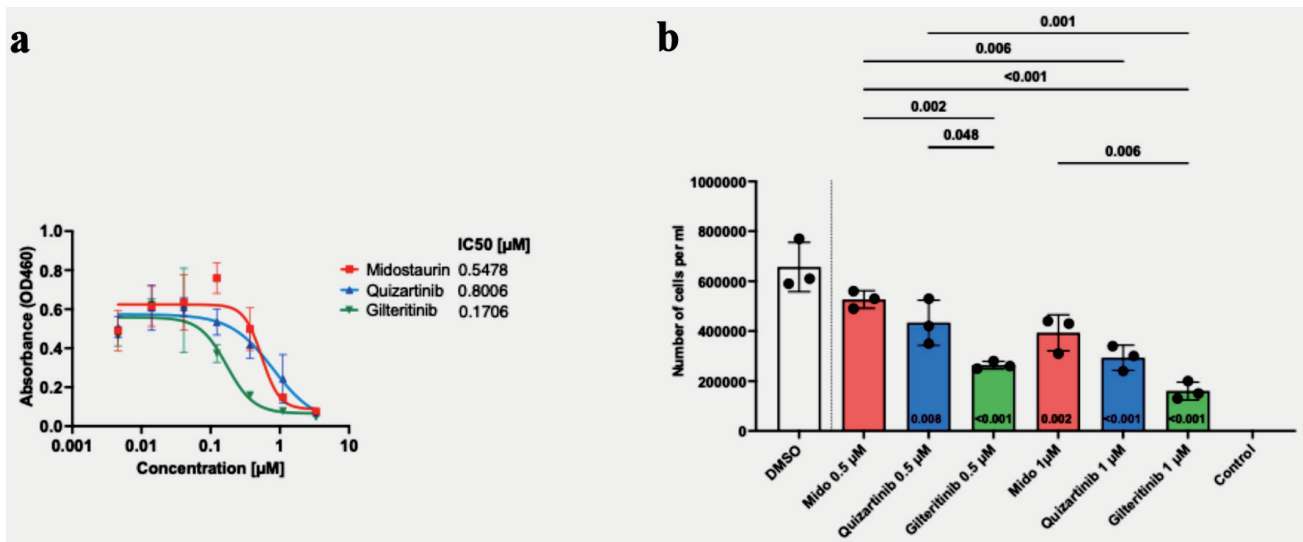 a
IC50 [µM]
Midostaurin 0.5478
Quizartinib 0.8006
Gilteritinib 0.1706
Absorbance (OD460)
1.0
0.8
0.6
0.4
0.2
0.0
0.001 0.01 0.1 1 10
Concentration [µM]
b
0.001
0.006
<0.001
0.002
0.048
0.006
Number of cells per ml
1000000
800000
600000
400000
200000
0
0.008 <0.001 0.002 <0.001 <0.001
DMSO
Mido 0.5 µM
Quizartinib 0.5 µM
Gilteritinib 0.5 µM
Mido 1µM
Quizartinib 1 µM
Gilteritinib 1 µM
Control